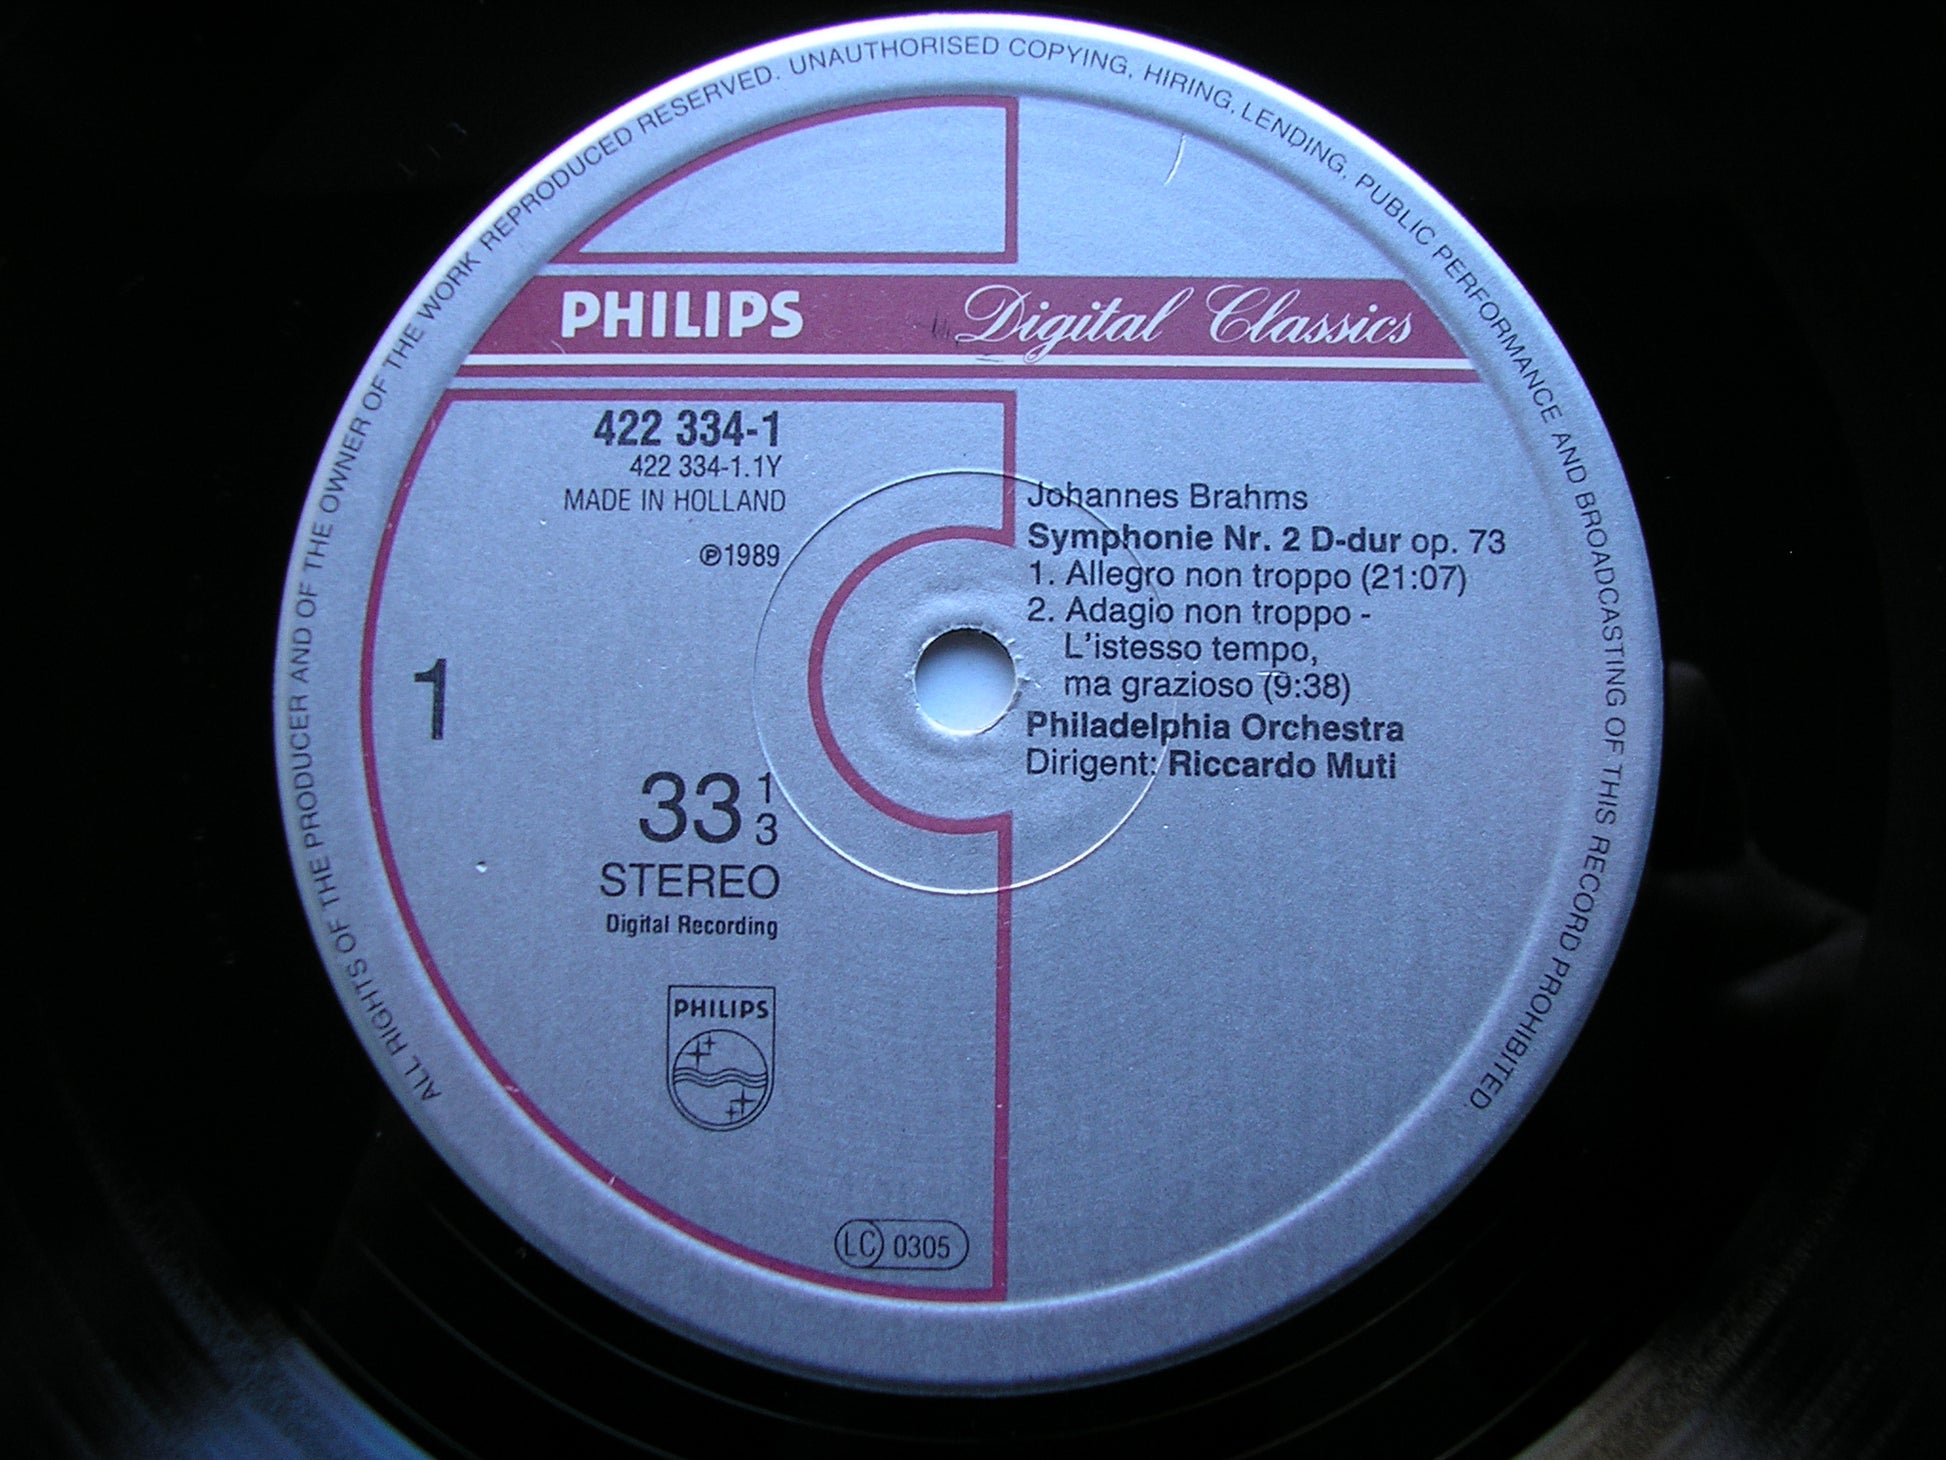 ALL RIGHTS OF THE PRODUCER AND OF THE OWNER OF THE WORK REPRODUCED RESERVED. UNAUTHORISED COPYING, HIRING, LENDING, PUBLIC PERFORMANCE AND BROADCASTING OF THIS RECORD PROHIBITED.
PHILIPS Digital Classics
422 334-1
422 334-1.1Y
MADE IN HOLLAND
℗1989
1
33 1/3
STEREO
Digital Recording
PHILIPS
LC 0305
Johannes Brahms
Symphonie Nr. 2 D-dur op. 73
1. Allegro non troppo (21:07)
2. Adagio non troppo -
L'istesso tempo,
ma grazioso (9:38)
Philadelphia Orchestra
Dirigent: Riccardo Muti